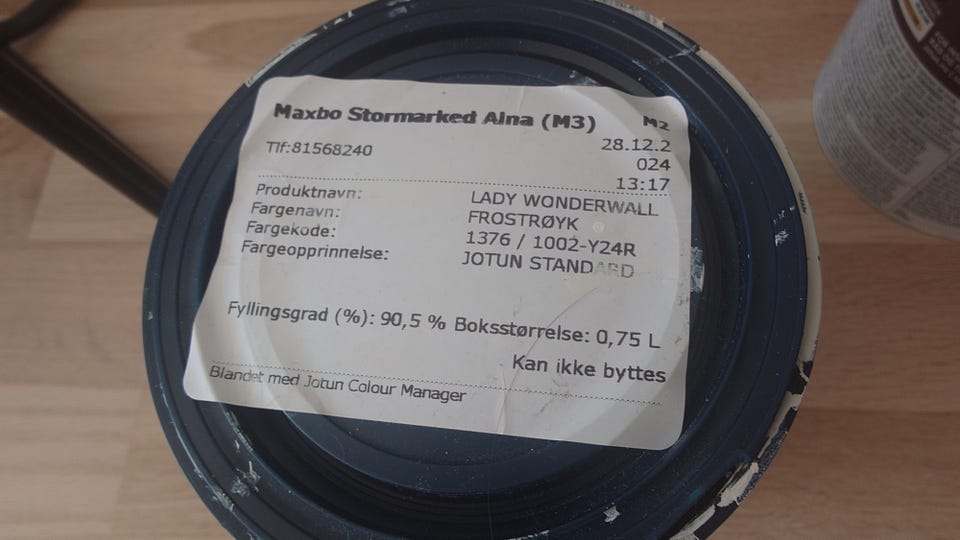 Maxbo Stormarked Alna (M3) M2
Tlf:81568240 28.12.2
024
13:17
Produktnavn: LADY WONDERWALL
Fargenavn: FROSTRØYK
Fargekode: 1376 / 1002-Y24R
Fargeopprinnelse: JOTUN STANDARD
Fyllingsgrad (%): 90,5 % Boksstørrelse: 0,75 L
Kan ikke byttes
Blandet med Jotun Colour Manager